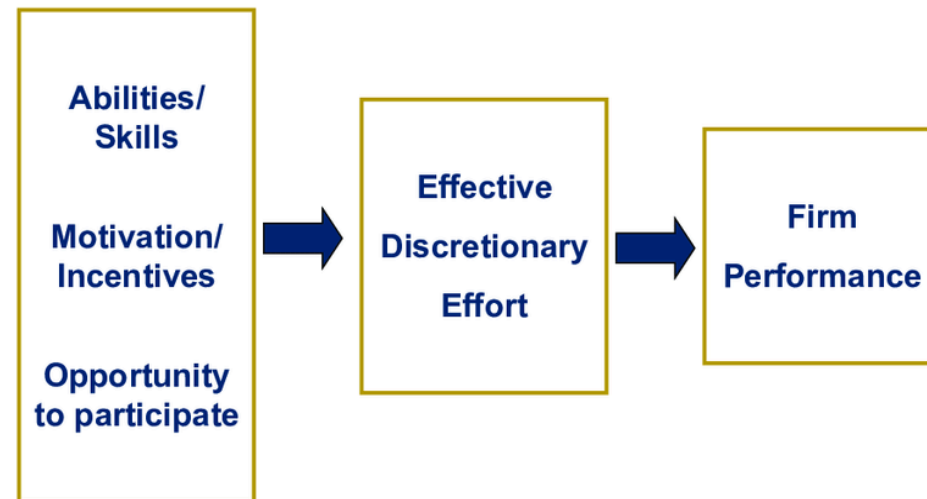 Abilities/
Skills
Motivation/
Incentives
Opportunity
to participate
Effective
Discretionary
Effort
Firm
Performance